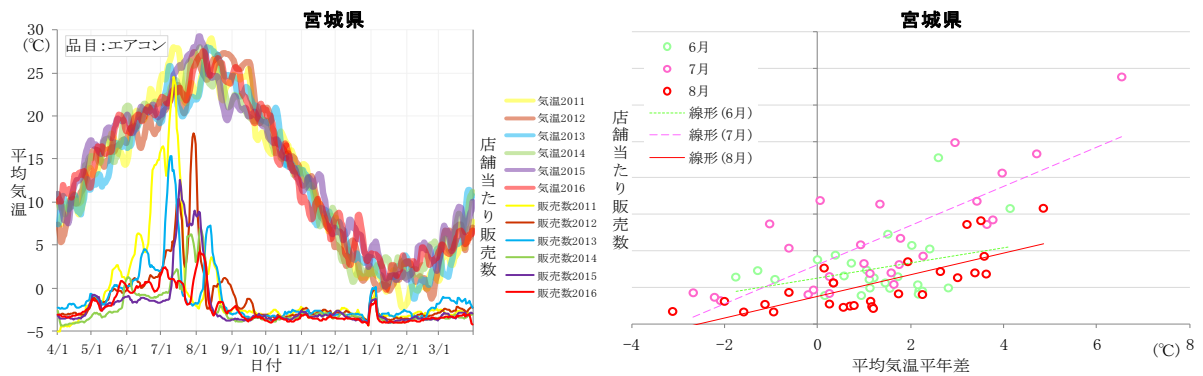 宮城県
30
(℃)
品目：エアコン
25
20
15
10
5
0
−5
平均気温
4/1 5/1 6/1 7/1 8/1 9/1 10/1 11/1 12/1 1/1 2/1 3/1
日付
店舗当たり販売数
気温2011
気温2012
気温2013
気温2014
気温2015
気温2016
販売数2011
販売数2012
販売数2013
販売数2014
販売数2015
販売数2016
宮城県
6月
7月
8月
線形 (6月)
線形 (7月)
線形 (8月)
店舗当たり販売数
-4 -2 0 2 4 6 8
(℃)
平均気温平年差